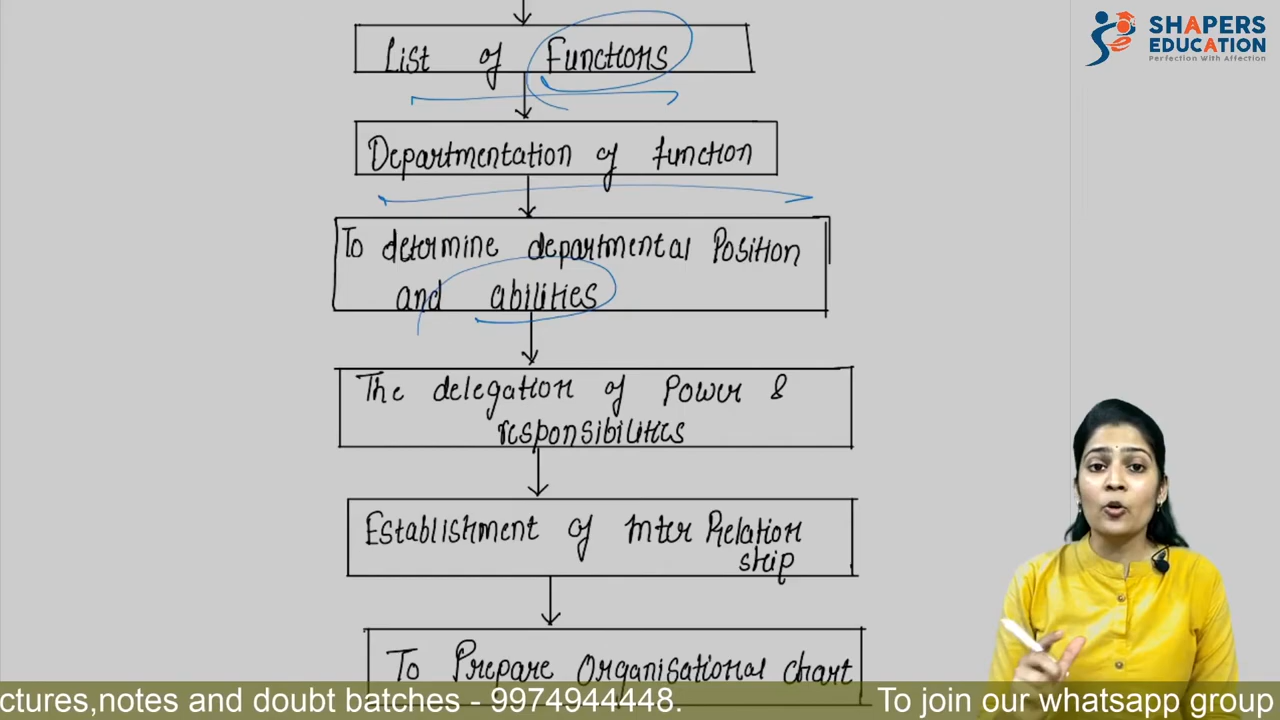 SHAPERS
EDUCATION
Perfection With Affection
List of Functions
Departmentation of function
To determine departmental Position
and abilities
The delegation of Power &
responsibilities
Establishment of Inter Relation
ship
To Prepare Organisational chart
ctures,notes and doubt batches - 9974944448.
To join our whatsapp group